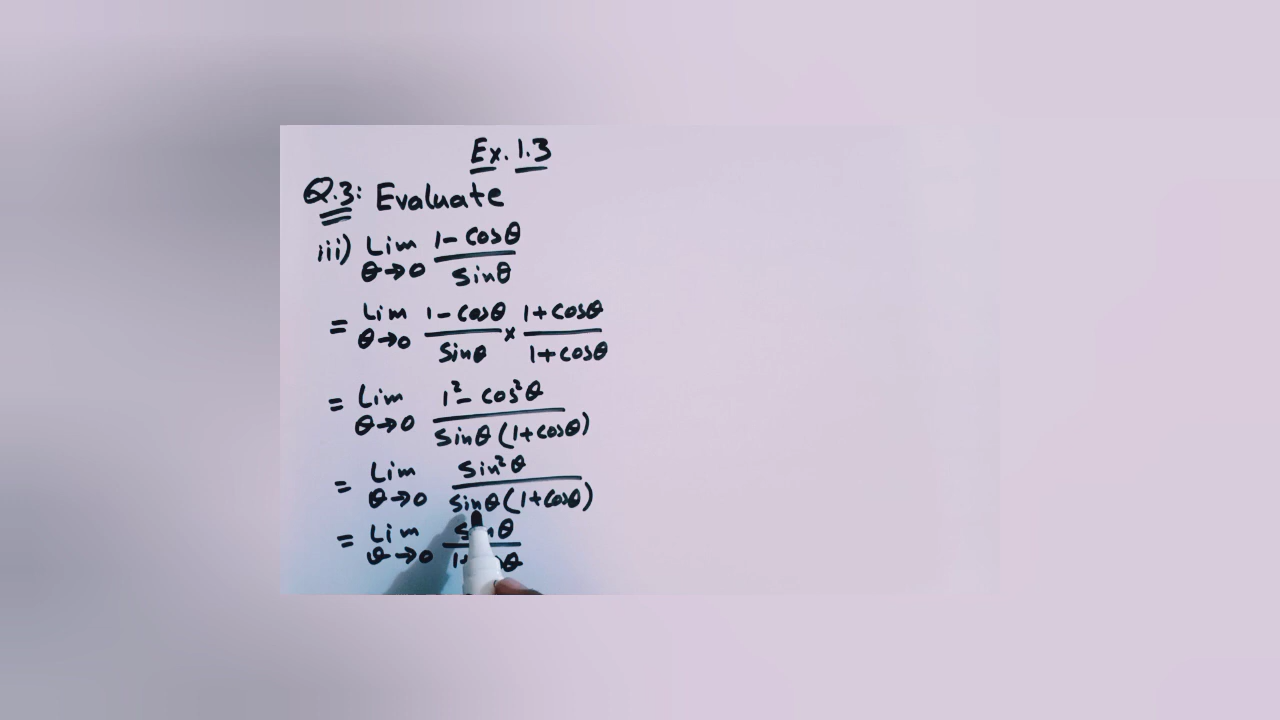 Ex. 1.3
Q.3: Evaluate
iii) Lim θ→0 1 - cosθ / sinθ
= Lim θ→0 1 - cosθ / sinθ × 1 + cosθ / 1 + cosθ
= Lim θ→0 1² - cos²θ / sinθ (1 + cosθ)
= Lim θ→0 sin²θ / sinθ (1 + cosθ)
= Lim θ→0 θ / θ